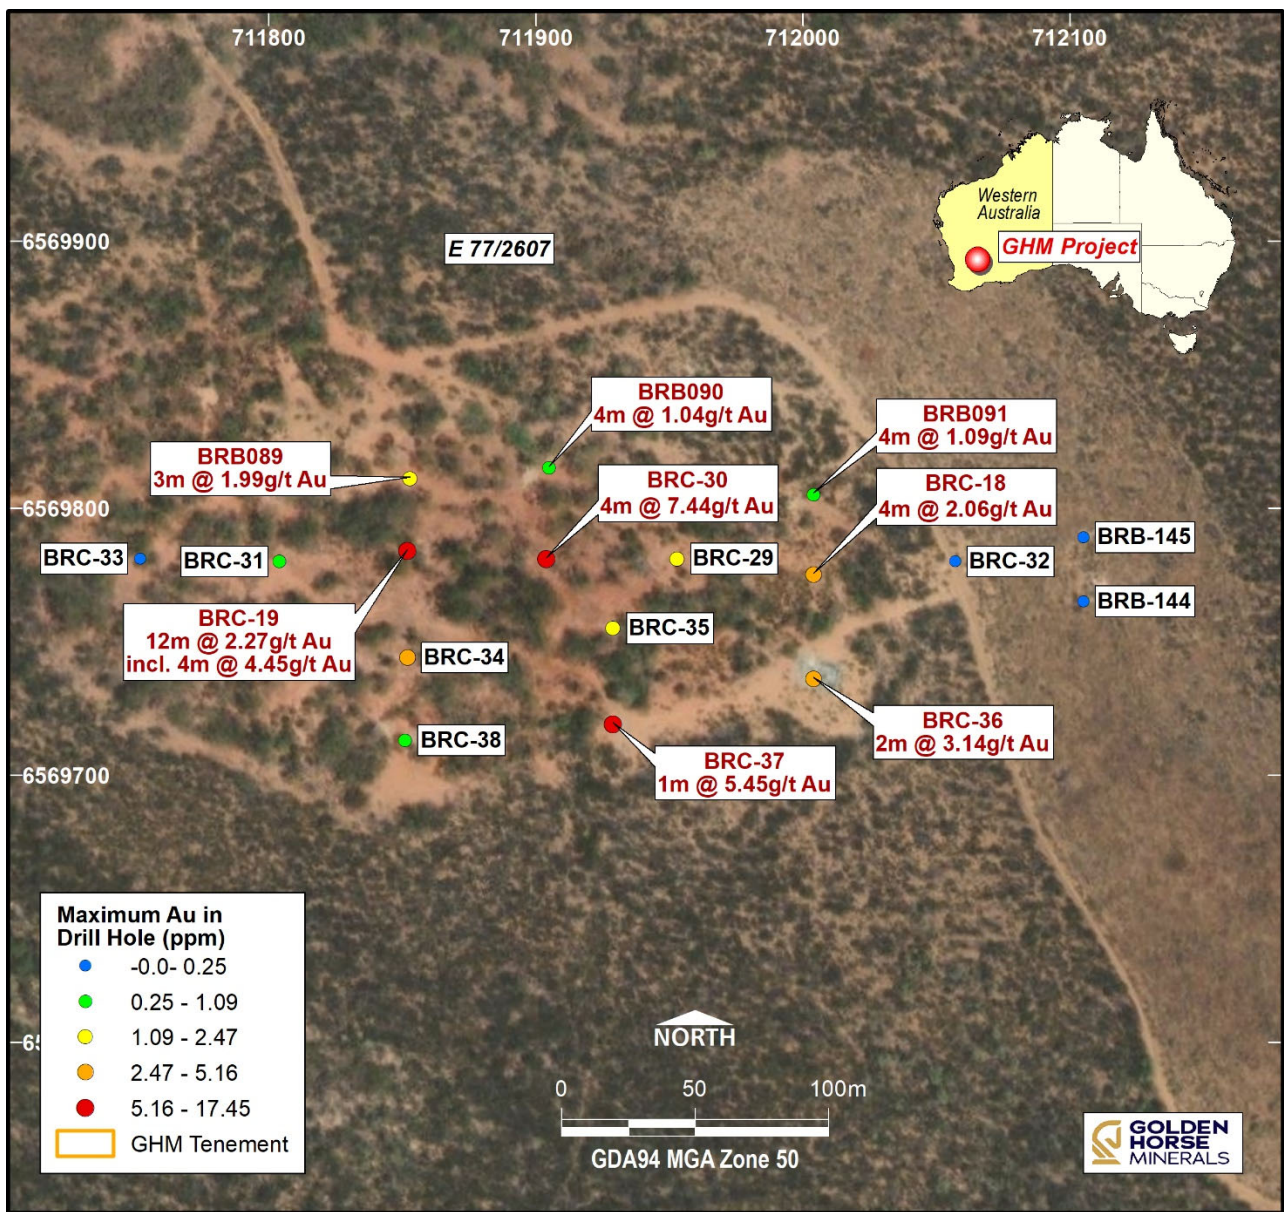 711800
711900
712000
712100
Western
Australia
GHM Project
6569900
E 77/2607
BRB090
4m @ 1.04g/t Au
BRB091
4m @ 1.09g/t Au
BRB089
3m @ 1.99g/t Au
BRC-30
4m @ 7.44g/t Au
BRC-18
4m @ 2.06g/t Au
6569800
BRC-33
BRC-31
BRC-29
BRC-32
BRB-145
BRB-144
BRC-19
12m @ 2.27g/t Au
incl. 4m @ 4.45g/t Au
BRC-35
BRC-34
BRC-38
BRC-36
2m @ 3.14g/t Au
BRC-37
1m @ 5.45g/t Au
6569700
Maximum Au in
Drill Hole (ppm)
-0.0- 0.25
0.25 - 1.09
1.09 - 2.47
2.47 - 5.16
5.16 - 17.45
GHM Tenement
NORTH
0 50 100m
GDA94 MGA Zone 50
GOLDEN
HORSE
MINERALS